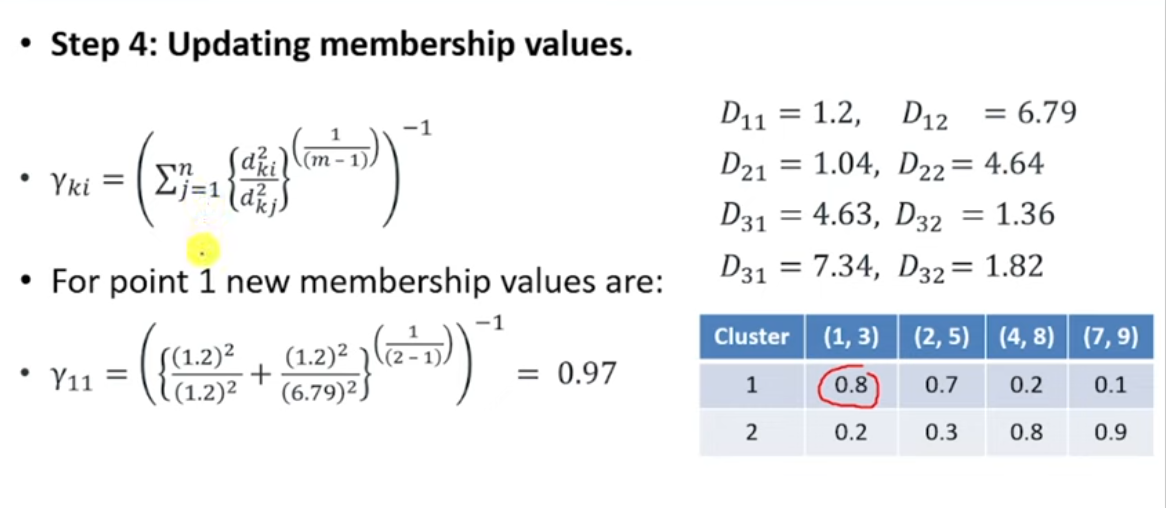 • Step 4: Updating membership values.
• γₖᵢ = (Σⁿⱼ₌₁ {d²ₖᵢ / d²ₖⱼ}^(1/(m − 1)))⁻¹
• For point 1 new membership values are:
• γ₁₁ = ({(1.2)²/(1.2)² + (1.2)²/(6.79)²}^(1/(2 − 1)))⁻¹ = 0.97
D₁₁ = 1.2, D₁₂ = 6.79
D₂₁ = 1.04, D₂₂ = 4.64
D₃₁ = 4.63, D₃₂ = 1.36
D₃₁ = 7.34, D₃₂ = 1.82
Cluster (1, 3) (2, 5) (4, 8) (7, 9)
1 0.8 0.7 0.2 0.1
2 0.2 0.3 0.8 0.9